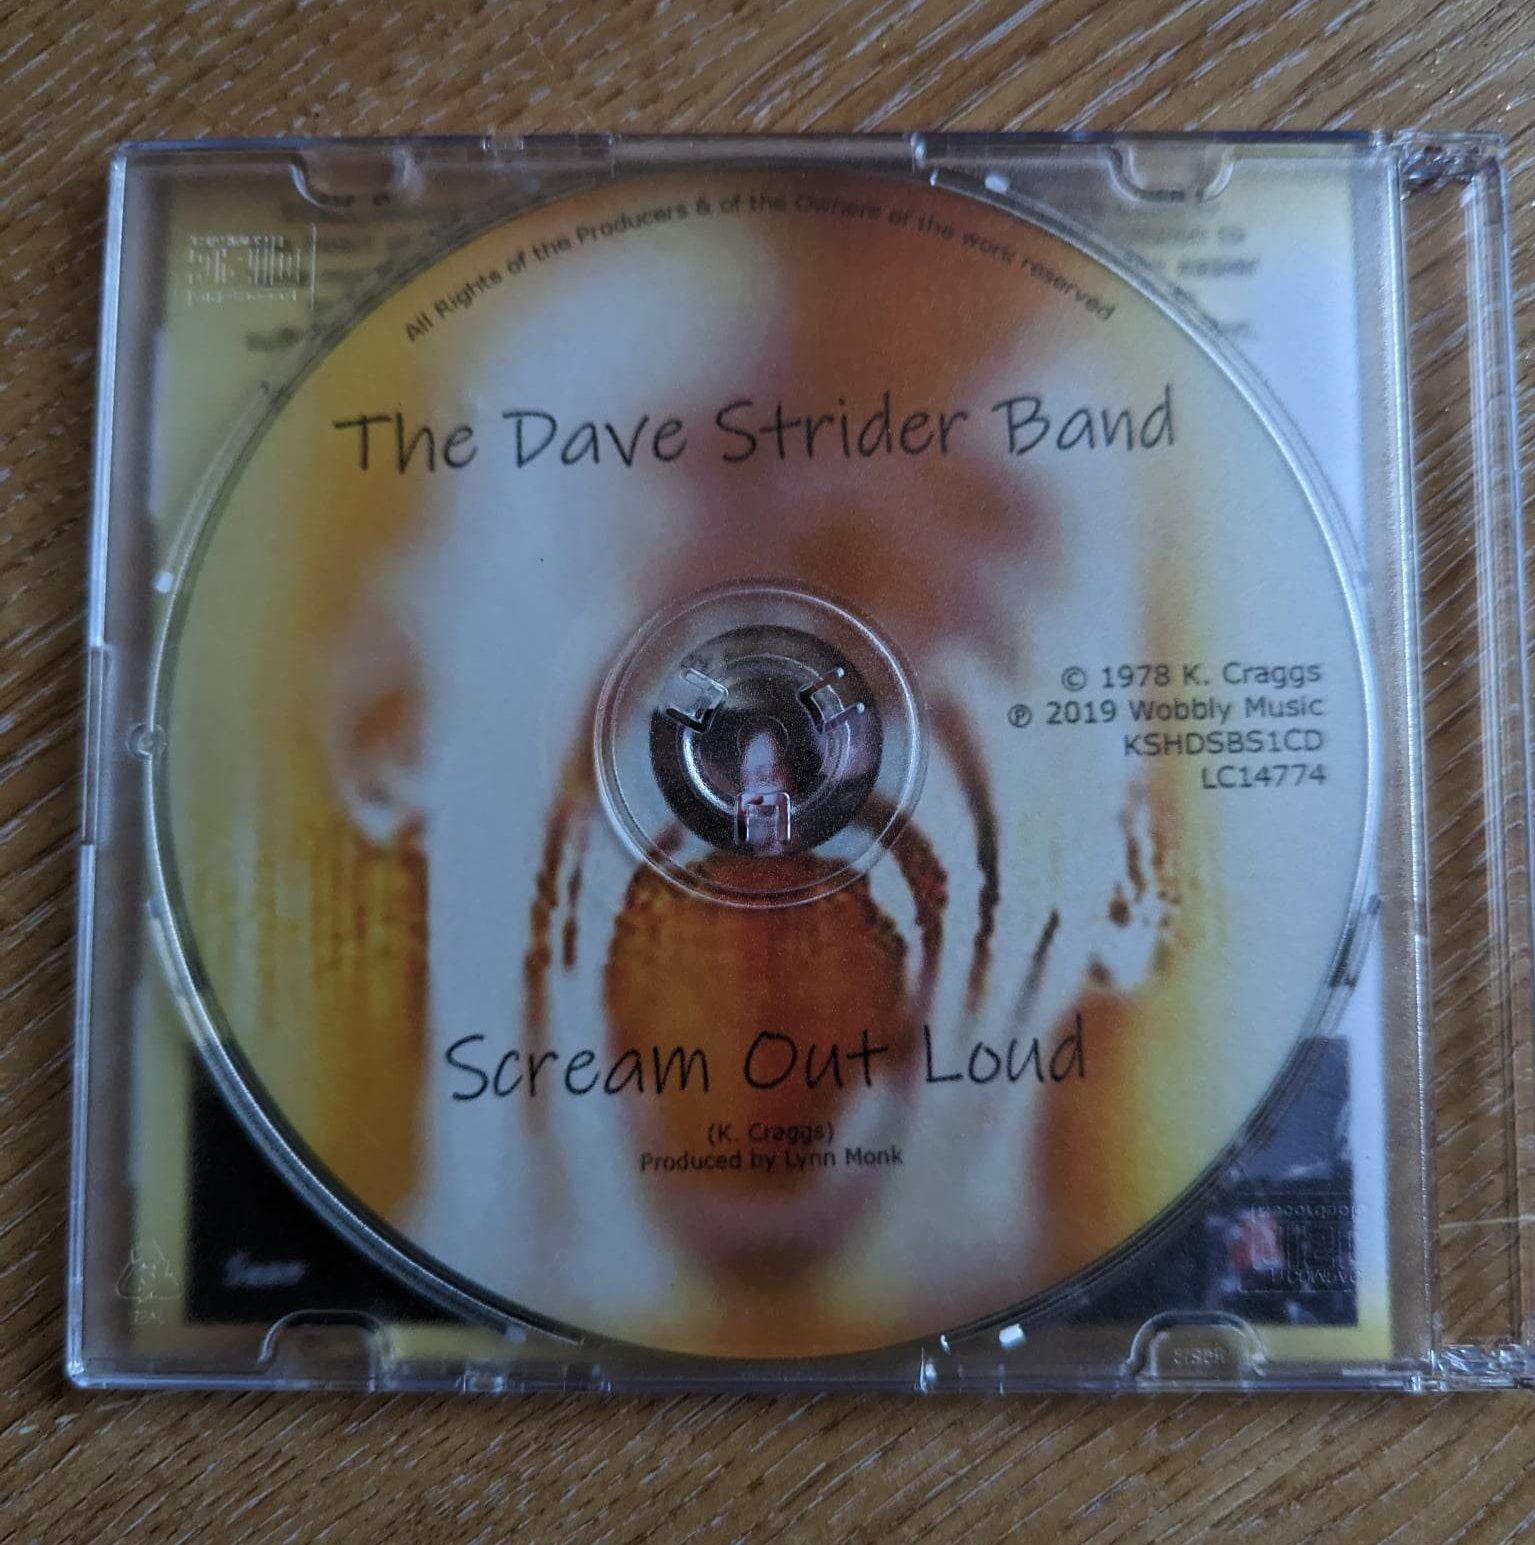 All Rights of the Producers & of the Owners of the work reserved
The Dave Strider Band
© 1978 K. Craggs
℗ 2019 Wobbly Music
KSHDSBS1CD
LC14774
Scream Out Loud
(K. Craggs)
Produced by Lynn Monk